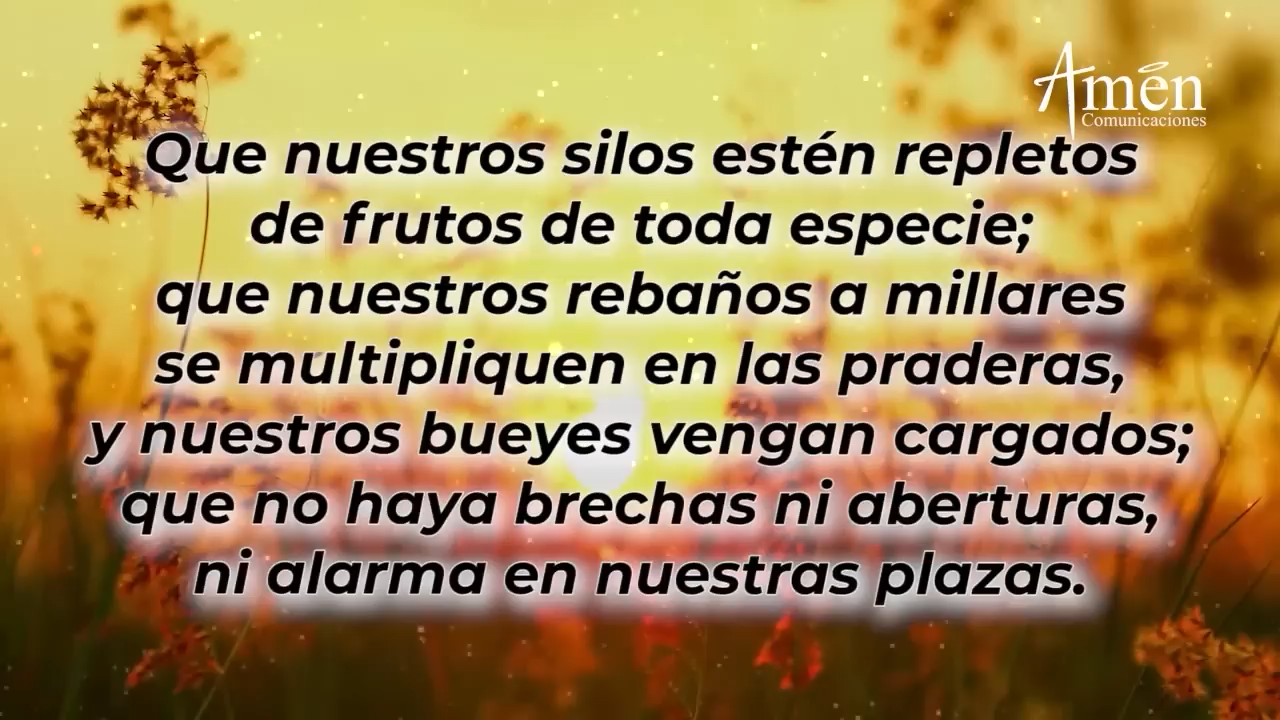 Amén
Comunicaciones
Que nuestros silos estén repletos
de frutos de toda especie;
que nuestros rebaños a millares
se multipliquen en las praderas,
y nuestros bueyes vengan cargados;
que no haya brechas ni aberturas,
ni alarma en nuestras plazas.